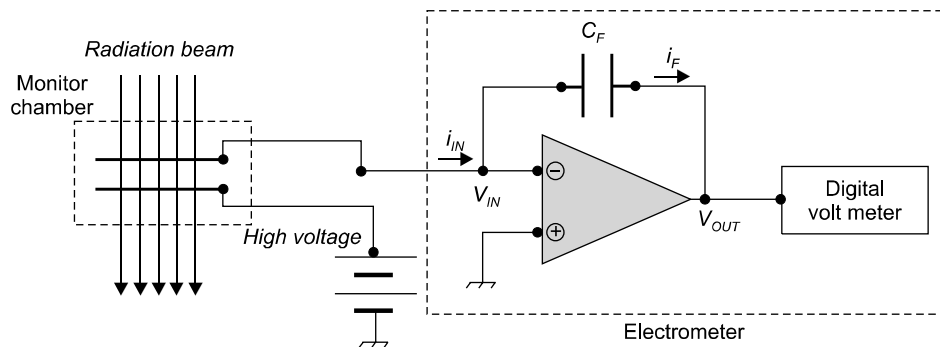 Radiation beam
Monitor
chamber
C_F
i_F
i_IN
V_IN
−
+
High voltage
V_OUT
Digital
volt meter
Electrometer